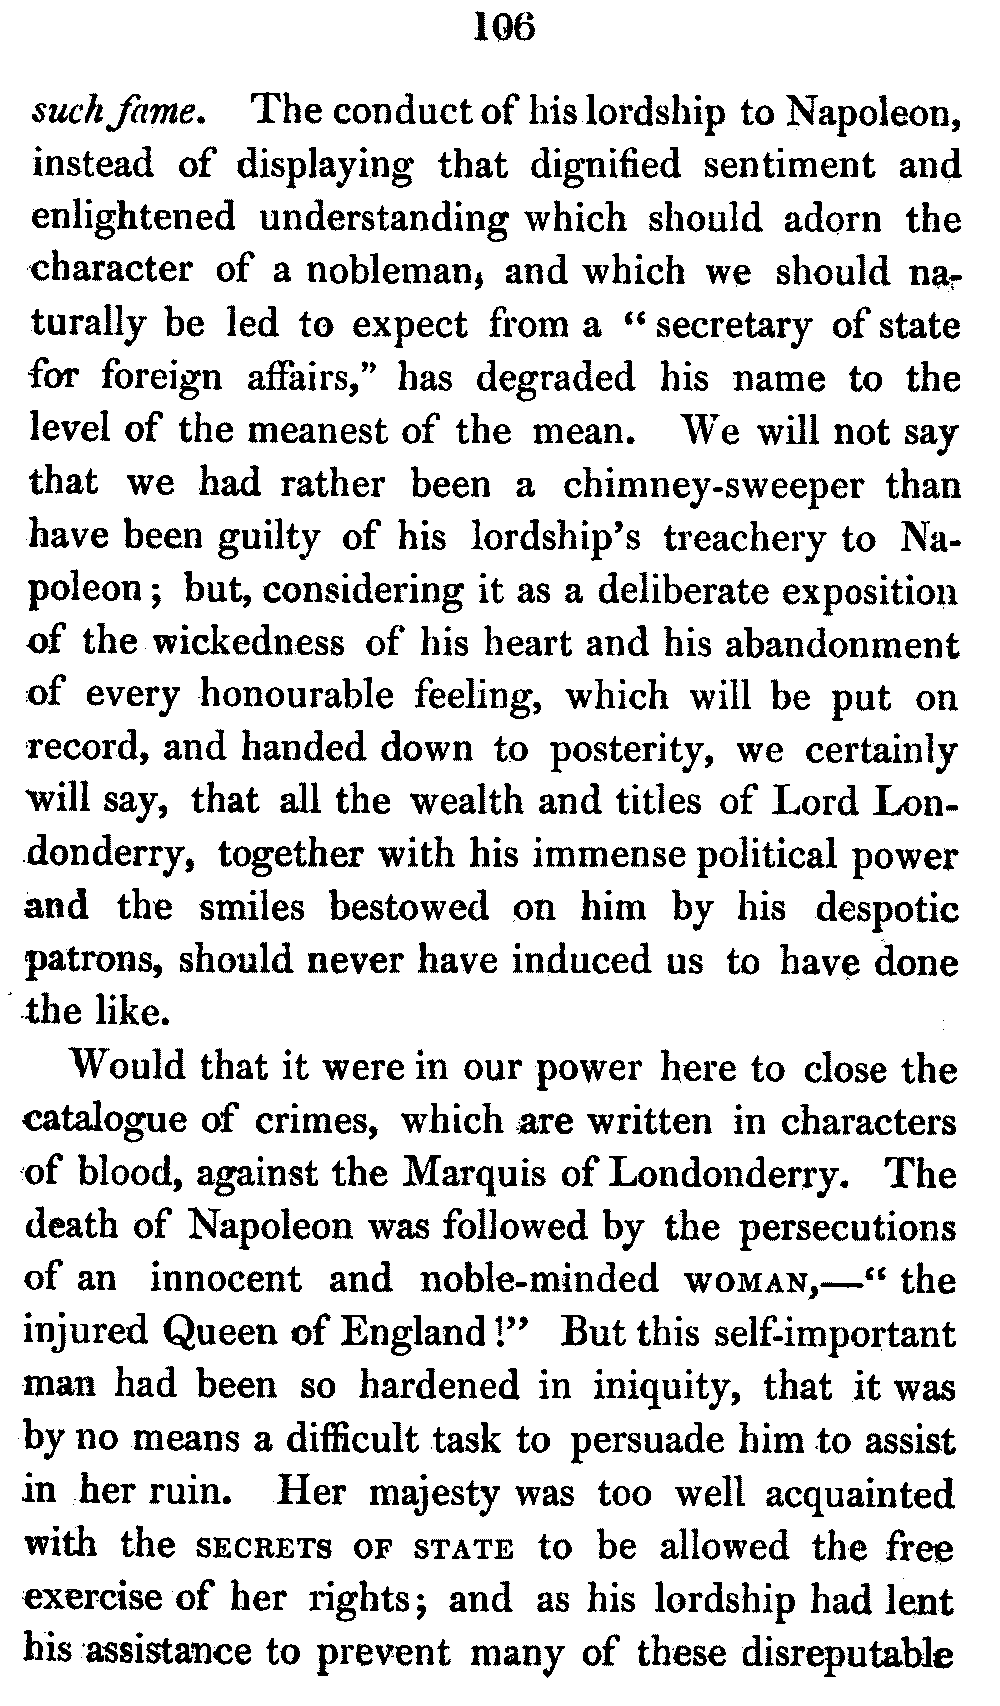 106
such fame. The conduct of his lordship to Napoleon,
instead of displaying that dignified sentiment and
enlightened understanding which should adorn the
character of a nobleman, and which we should na-
turally be led to expect from a “ secretary of state
for foreign affairs,” has degraded his name to the
level of the meanest of the mean. We will not say
that we had rather been a chimney-sweeper than
have been guilty of his lordship’s treachery to Na-
poleon ; but, considering it as a deliberate exposition
of the wickedness of his heart and his abandonment
of every honourable feeling, which will be put on
record, and handed down to posterity, we certainly
will say, that all the wealth and titles of Lord Lon-
donderry, together with his immense political power
and the smiles bestowed on him by his despotic
patrons, should never have induced us to have done
the like.
Would that it were in our power here to close the
catalogue of crimes, which are written in characters
of blood, against the Marquis of Londonderry. The
death of Napoleon was followed by the persecutions
of an innocent and noble-minded WOMAN,—“ the
injured Queen of England !” But this self-important
man had been so hardened in iniquity, that it was
by no means a difficult task to persuade him to assist
in her ruin. Her majesty was too well acquainted
with the SECRETS OF STATE to be allowed the free
exercise of her rights ; and as his lordship had lent
his assistance to prevent many of these disreputable